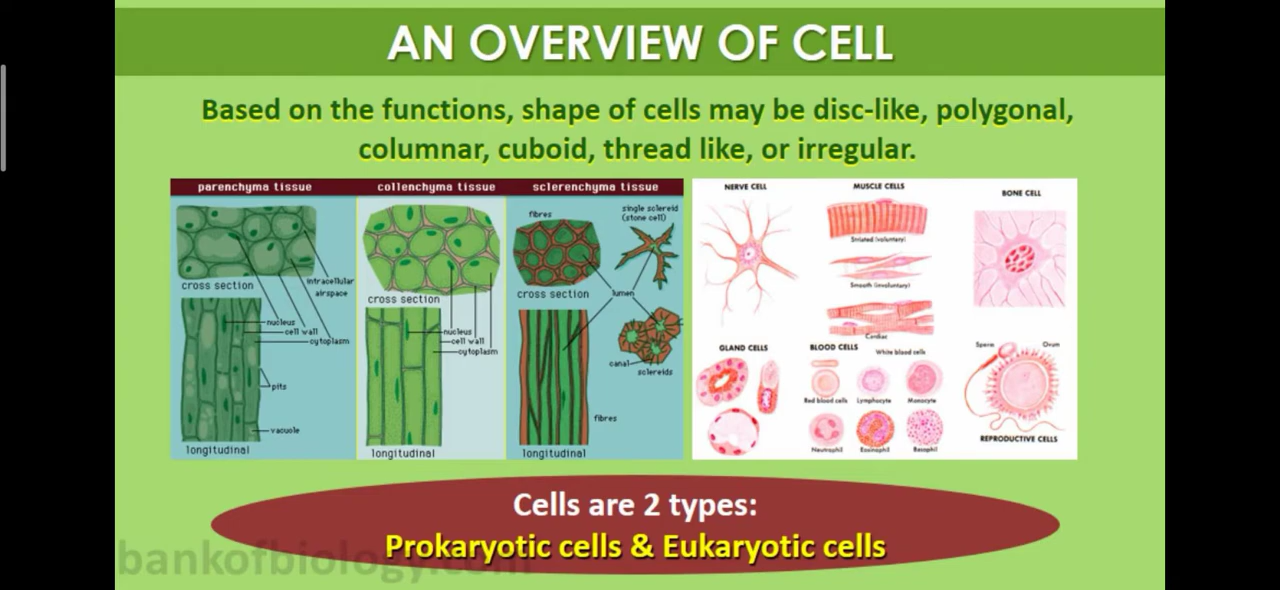 AN OVERVIEW OF CELL
Based on the functions, shape of cells may be disc-like, polygonal,
columnar, cuboid, thread like, or irregular.
parenchyma tissue
cross section
intracellular
airspace
nucleus
cell wall
cytoplasm
pits
vacuole
longitudinal
collenchyma tissue
cross section
nucleus
cell wall
cytoplasm
longitudinal
sclerenchyma tissue
fibres
single sclereid
(stone cell)
cross section
lumen
canal
sclereids
fibres
longitudinal
NERVE CELL
MUSCLE CELLS
Striated (voluntary)
Smooth (involuntary)
Cardiac
BONE CELL
GLAND CELLS
BLOOD CELLS
White blood cells
Red blood cells
Lymphocyte
Monocyte
Neutrophil
Eosinophil
Basophil
Sperm
Ovum
REPRODUCTIVE CELLS
Cells are 2 types:
Prokaryotic cells & Eukaryotic cells
bankofbiology.com